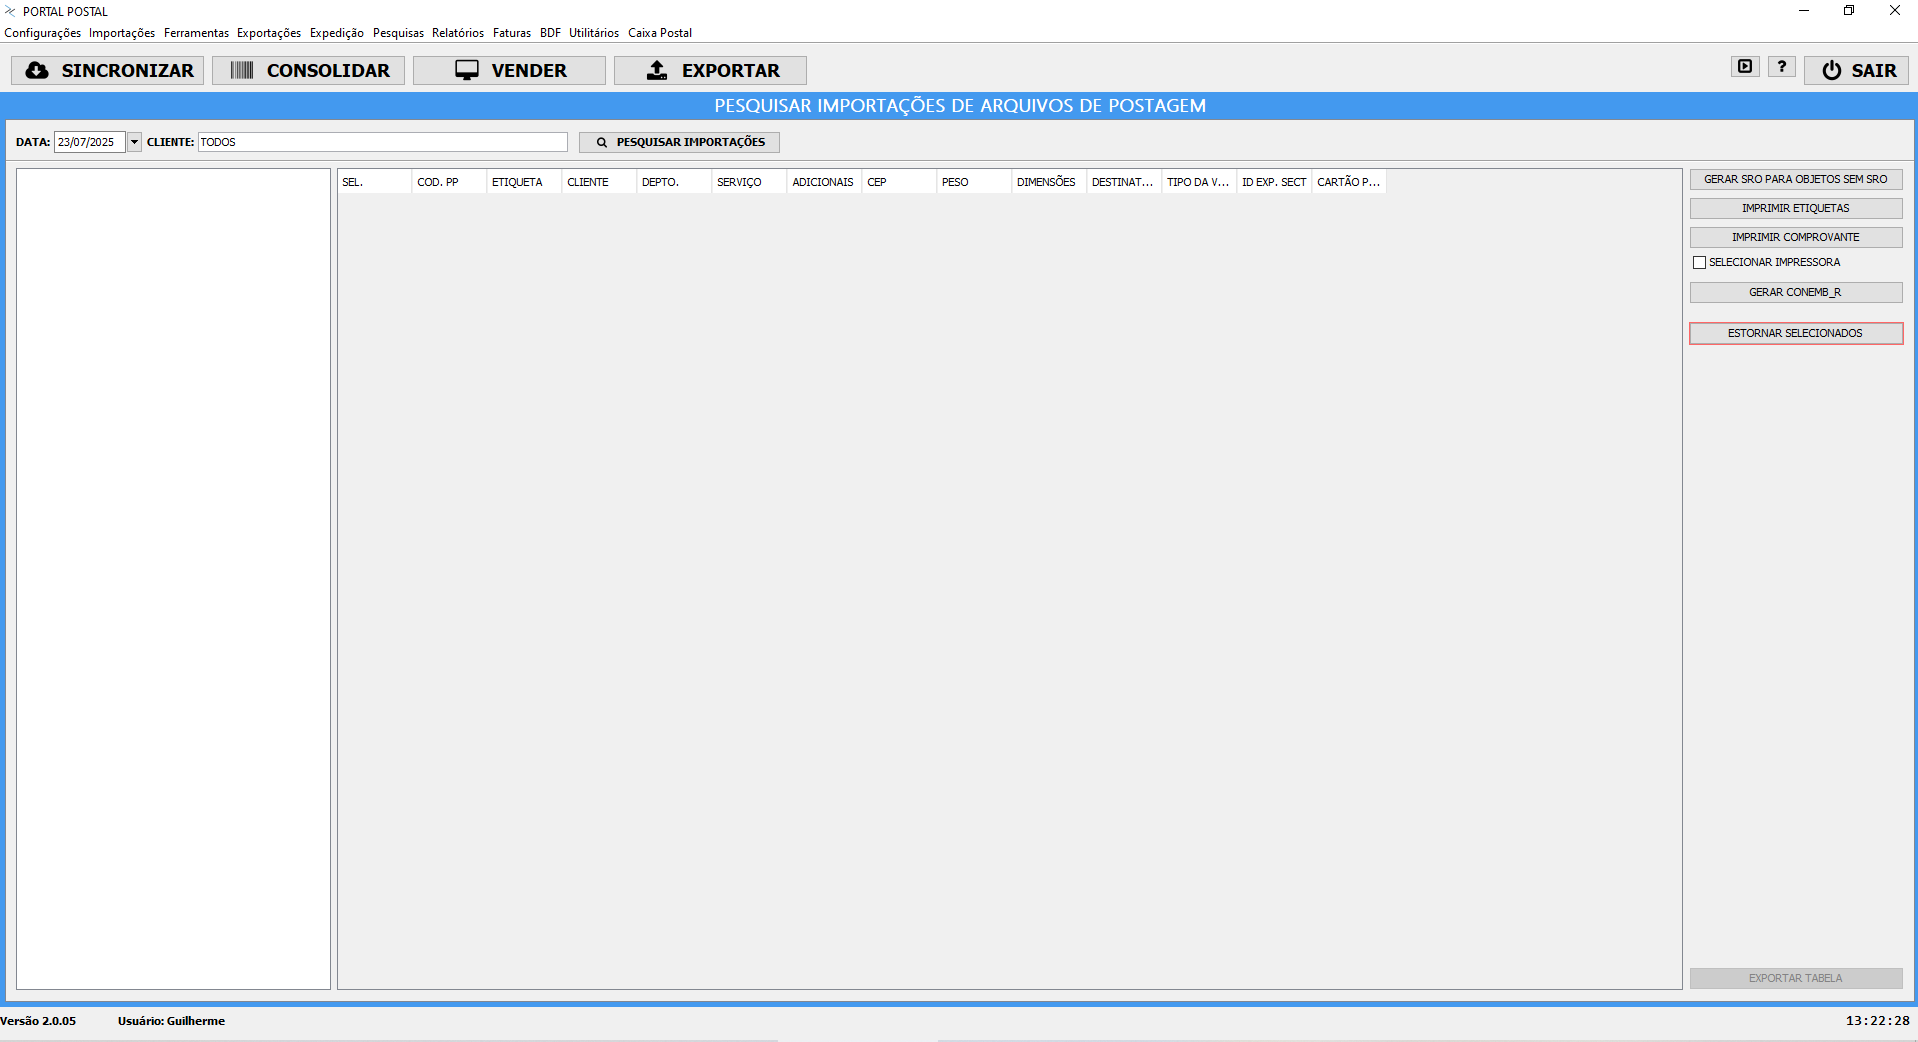 PORTAL POSTAL
Configurações Importações Ferramentas Exportações Expedição Pesquisas Relatórios Faturas BDF Utilitários Caixa Postal
SINCRONIZAR CONSOLIDAR VENDER EXPORTAR ? SAIR
PESQUISAR IMPORTAÇÕES DE ARQUIVOS DE POSTAGEM
DATA: 23/07/2025 CLIENTE: TODOS PESQUISAR IMPORTAÇÕES
SEL. COD. PP ETIQUETA CLIENTE DEPTO. SERVIÇO ADICIONAIS CEP PESO DIMENSÕES DESTINAT... TIPO DA V... ID EXP. SECT CARTÃO P...
GERAR SRO PARA OBJETOS SEM SRO
IMPRIMIR ETIQUETAS
IMPRIMIR COMPROVANTE
SELECIONAR IMPRESSORA
GERAR CONEMB_R
ESTORNAR SELECIONADOS
EXPORTAR TABELA
Versão 2.0.05 Usuário: Guilherme 13:22:28